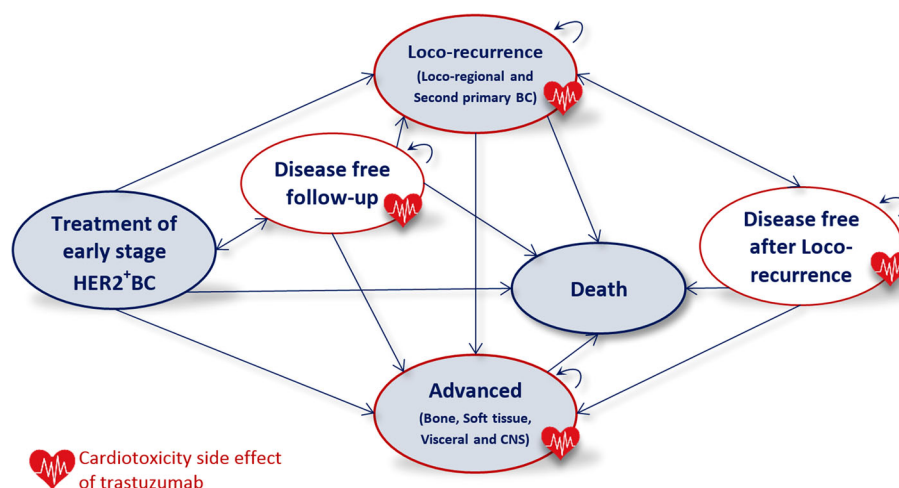 Loco-recurrence
(Loco-regional and
Second primary BC)
Disease free
follow-up
Treatment of
early stage
HER2⁺BC
Disease free
after Loco-
recurrence
Death
Advanced
(Bone, Soft tissue,
Visceral and CNS)
Cardiotoxicity side effect
of trastuzumab